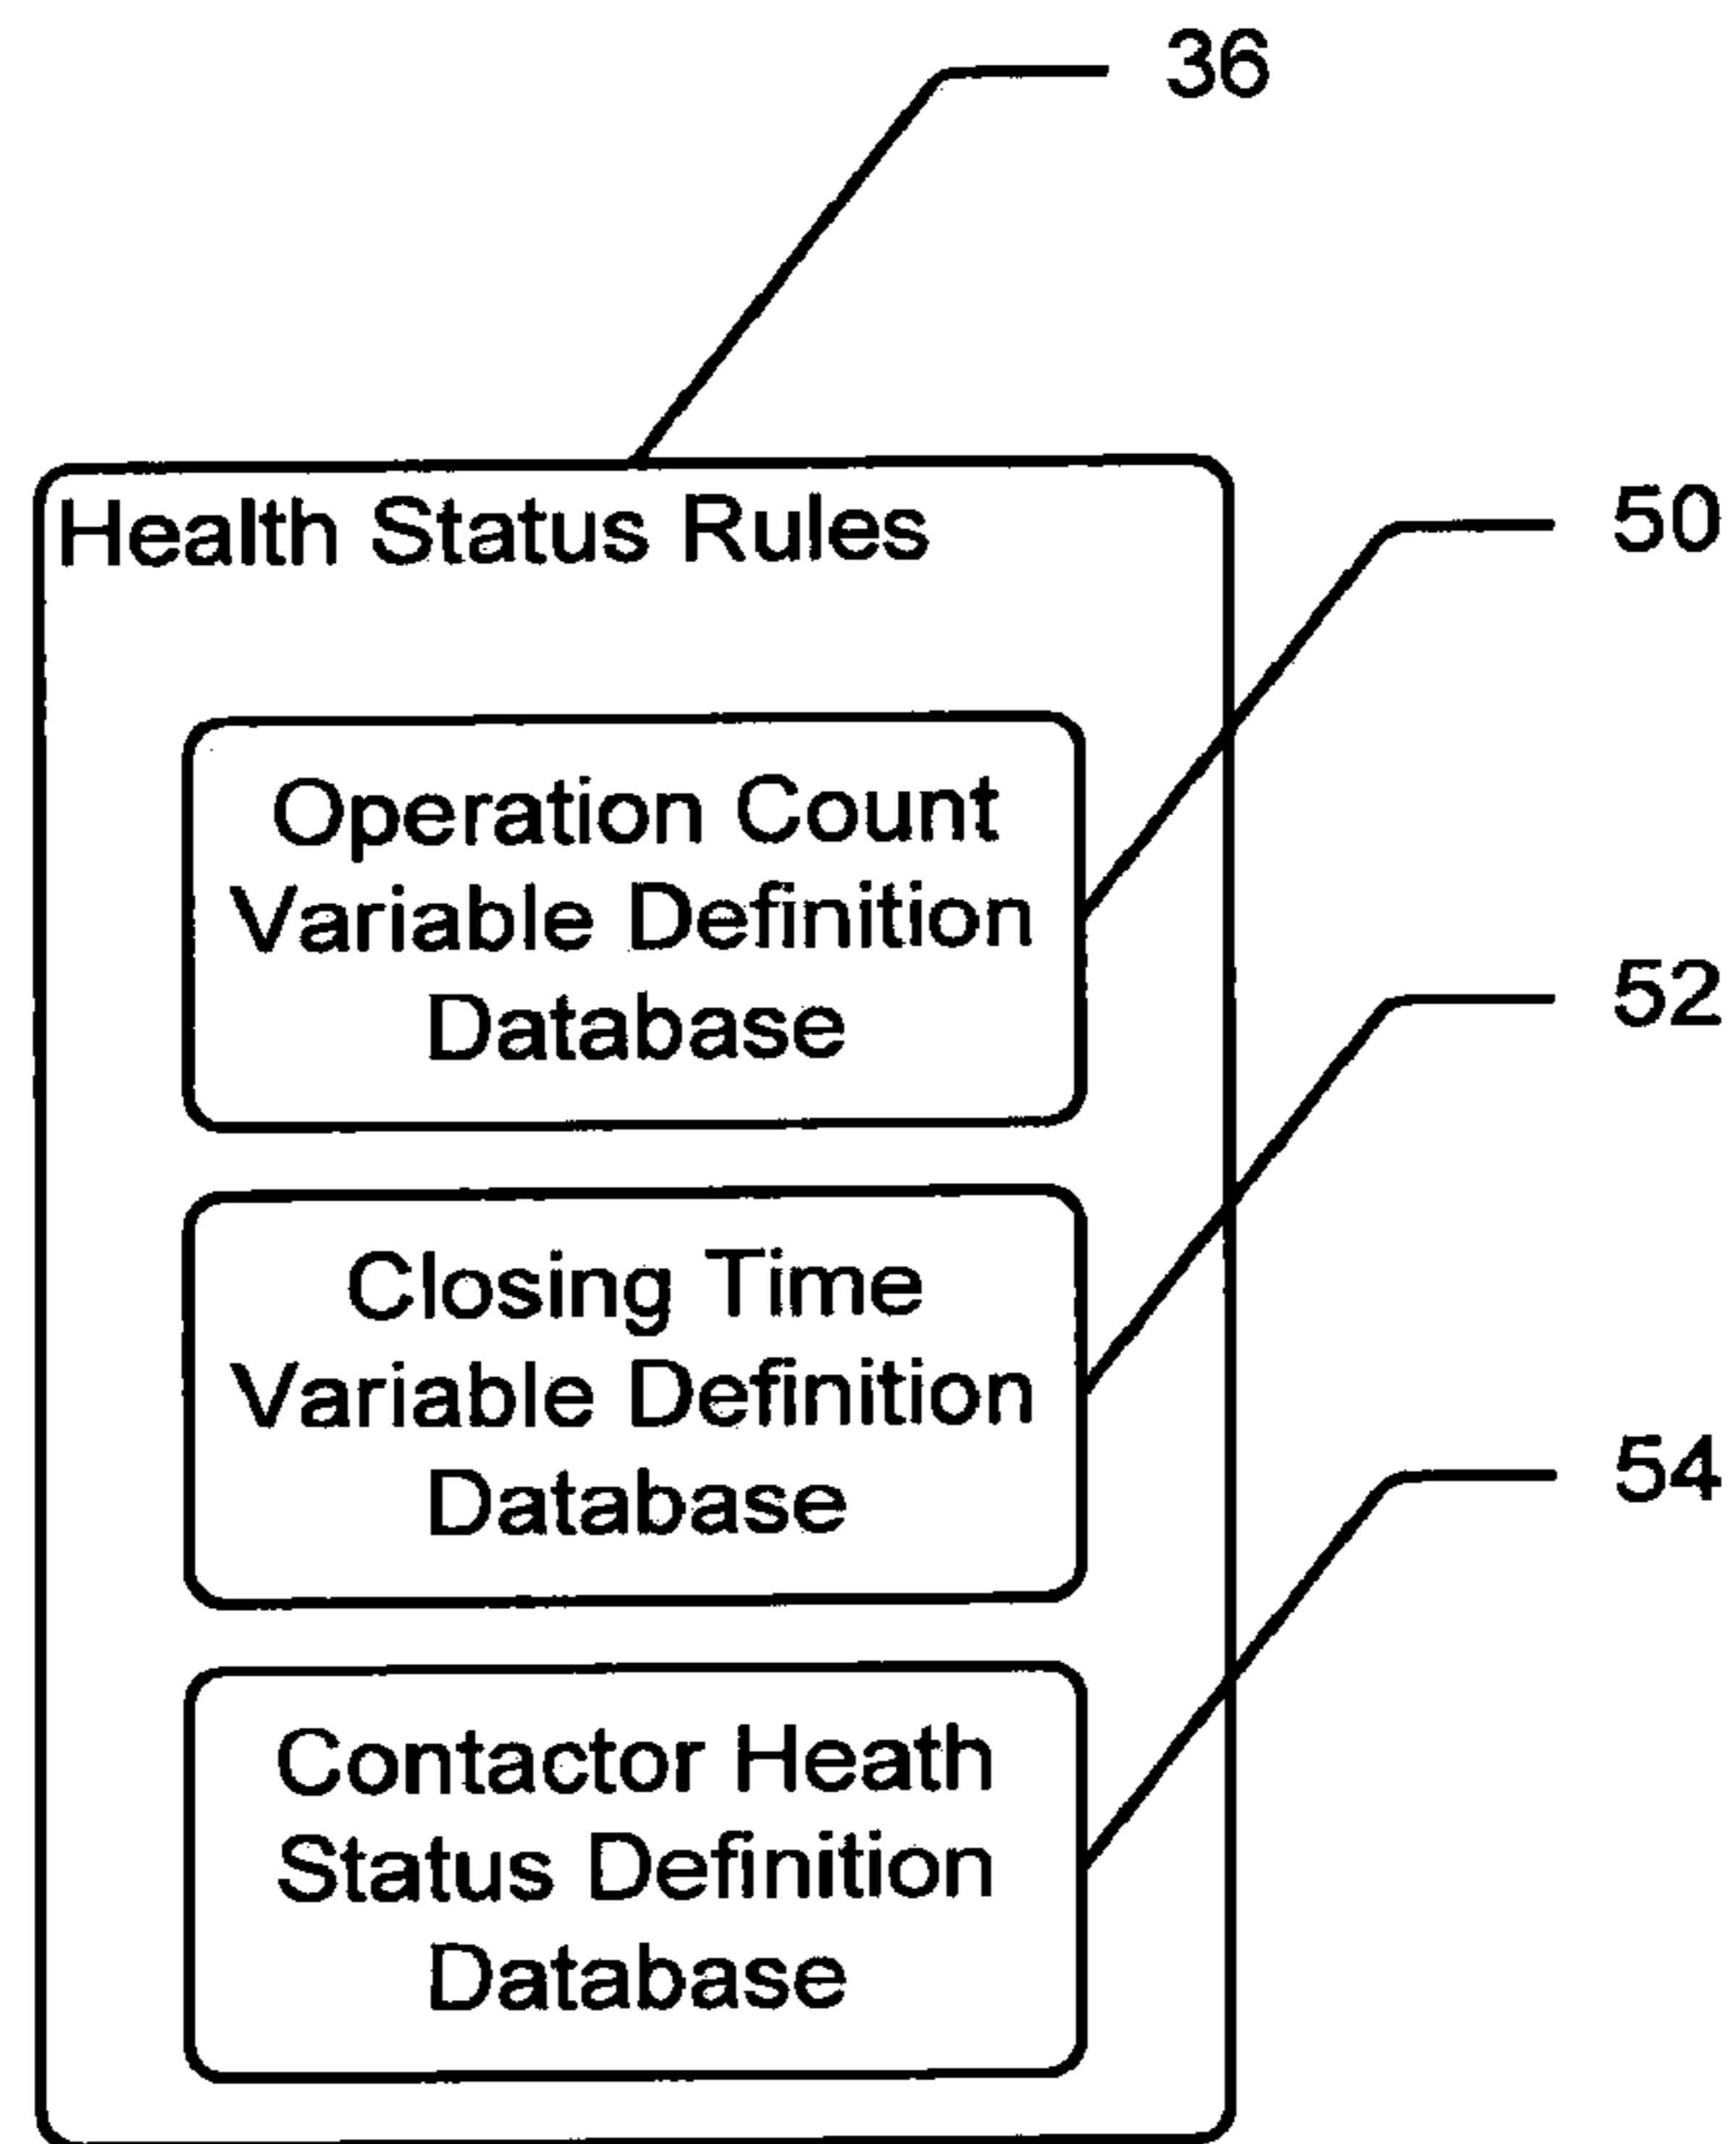 36
Health Status Rules
50
Operation Count
Variable Definition
Database
52
Closing Time
Variable Definition
Database
54
Contactor Heath
Status Definition
Database